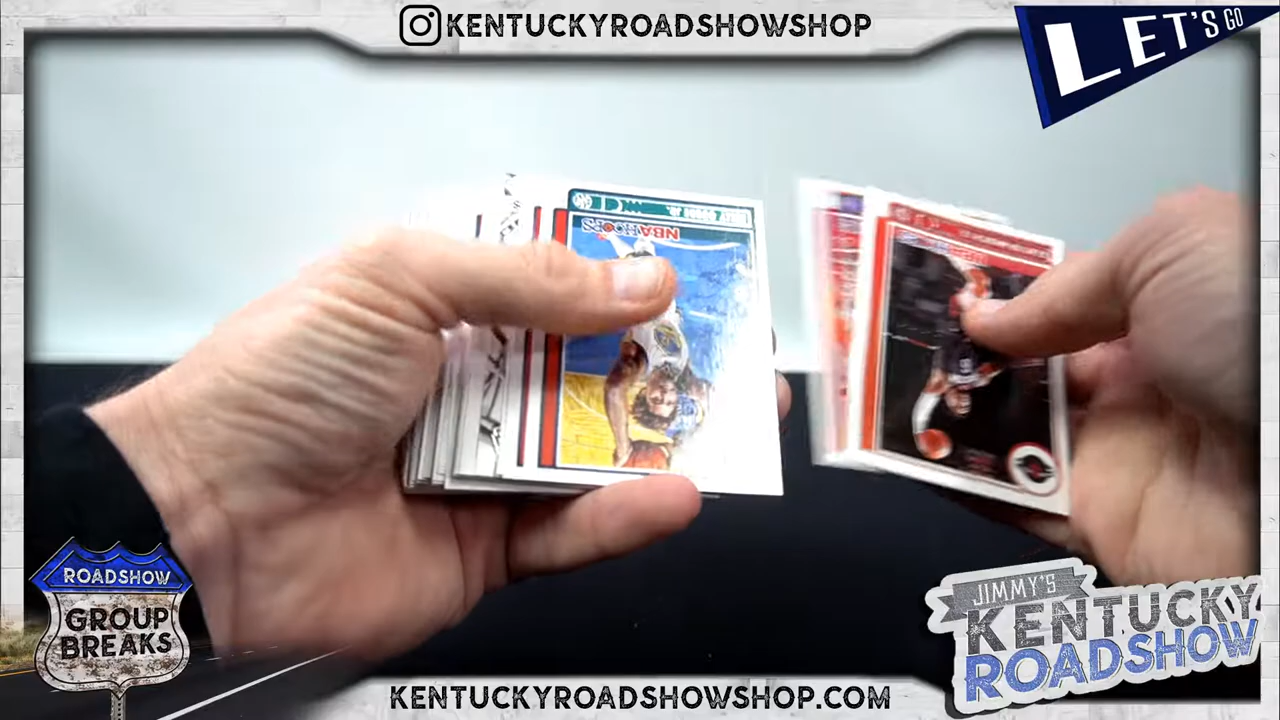 KENTUCKYROADSHOWSHOP
LET'S GO
NBA HOOPS
ROADSHOW
GROUP
BREAKS
JIMMY'S
KENTUCKY
ROADSHOW
KENTUCKYROADSHOWSHOP.COM